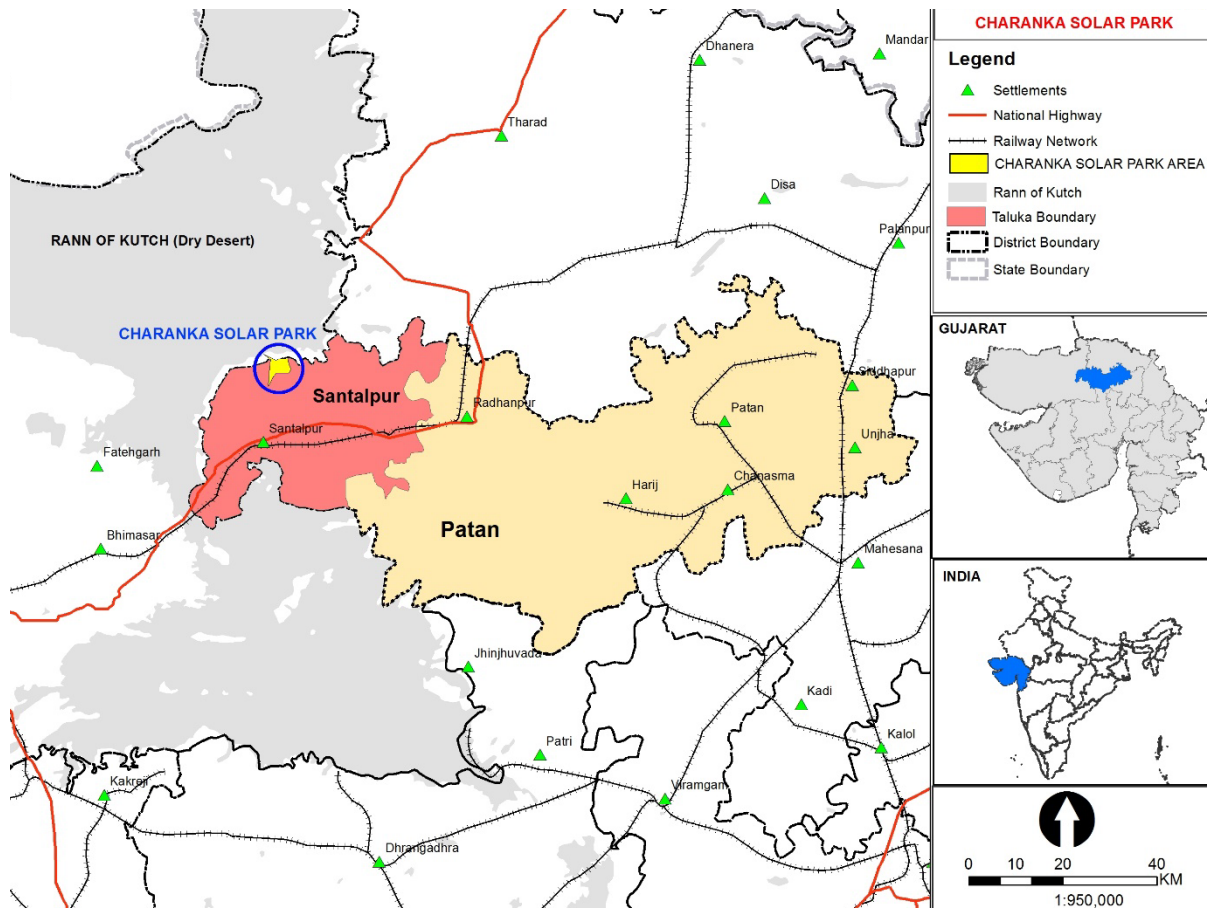 CHARANKA SOLAR PARK
Legend
Settlements
National Highway
Railway Network
CHARANKA SOLAR PARK AREA
Rann of Kutch
Taluka Boundary
District Boundary
State Boundary
Dhanera
Mandar
Tharad
Disa
Palanpur
RANN OF KUTCH (Dry Desert)
CHARANKA SOLAR PARK
Santalpur
Siddhapur
Radhanpur
Patan
Santalpur
Unjha
Fatehgarh
Chanasma
Harij
Patan
Bhimasar
Mahesana
Jhinjhuvada
Kadi
Kalol
Patri
Kakreji
Viramgam
Dhrangadhra
GUJARAT
INDIA
0 10 20 40
KM
1:950,000